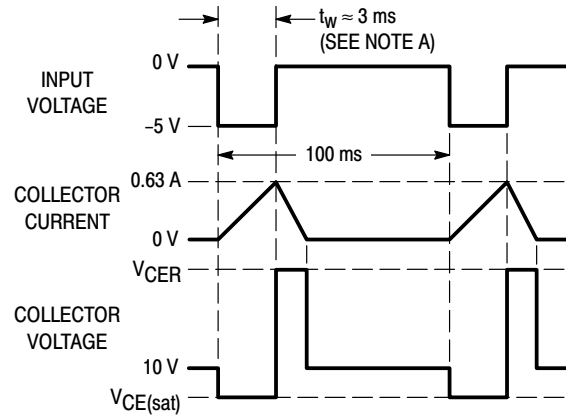 t_w ≈ 3 ms
(SEE NOTE A)
0 V
INPUT
VOLTAGE
–5 V
100 ms
0.63 A
COLLECTOR
CURRENT
0 V
V_CER
COLLECTOR
VOLTAGE
10 V
V_CE(sat)